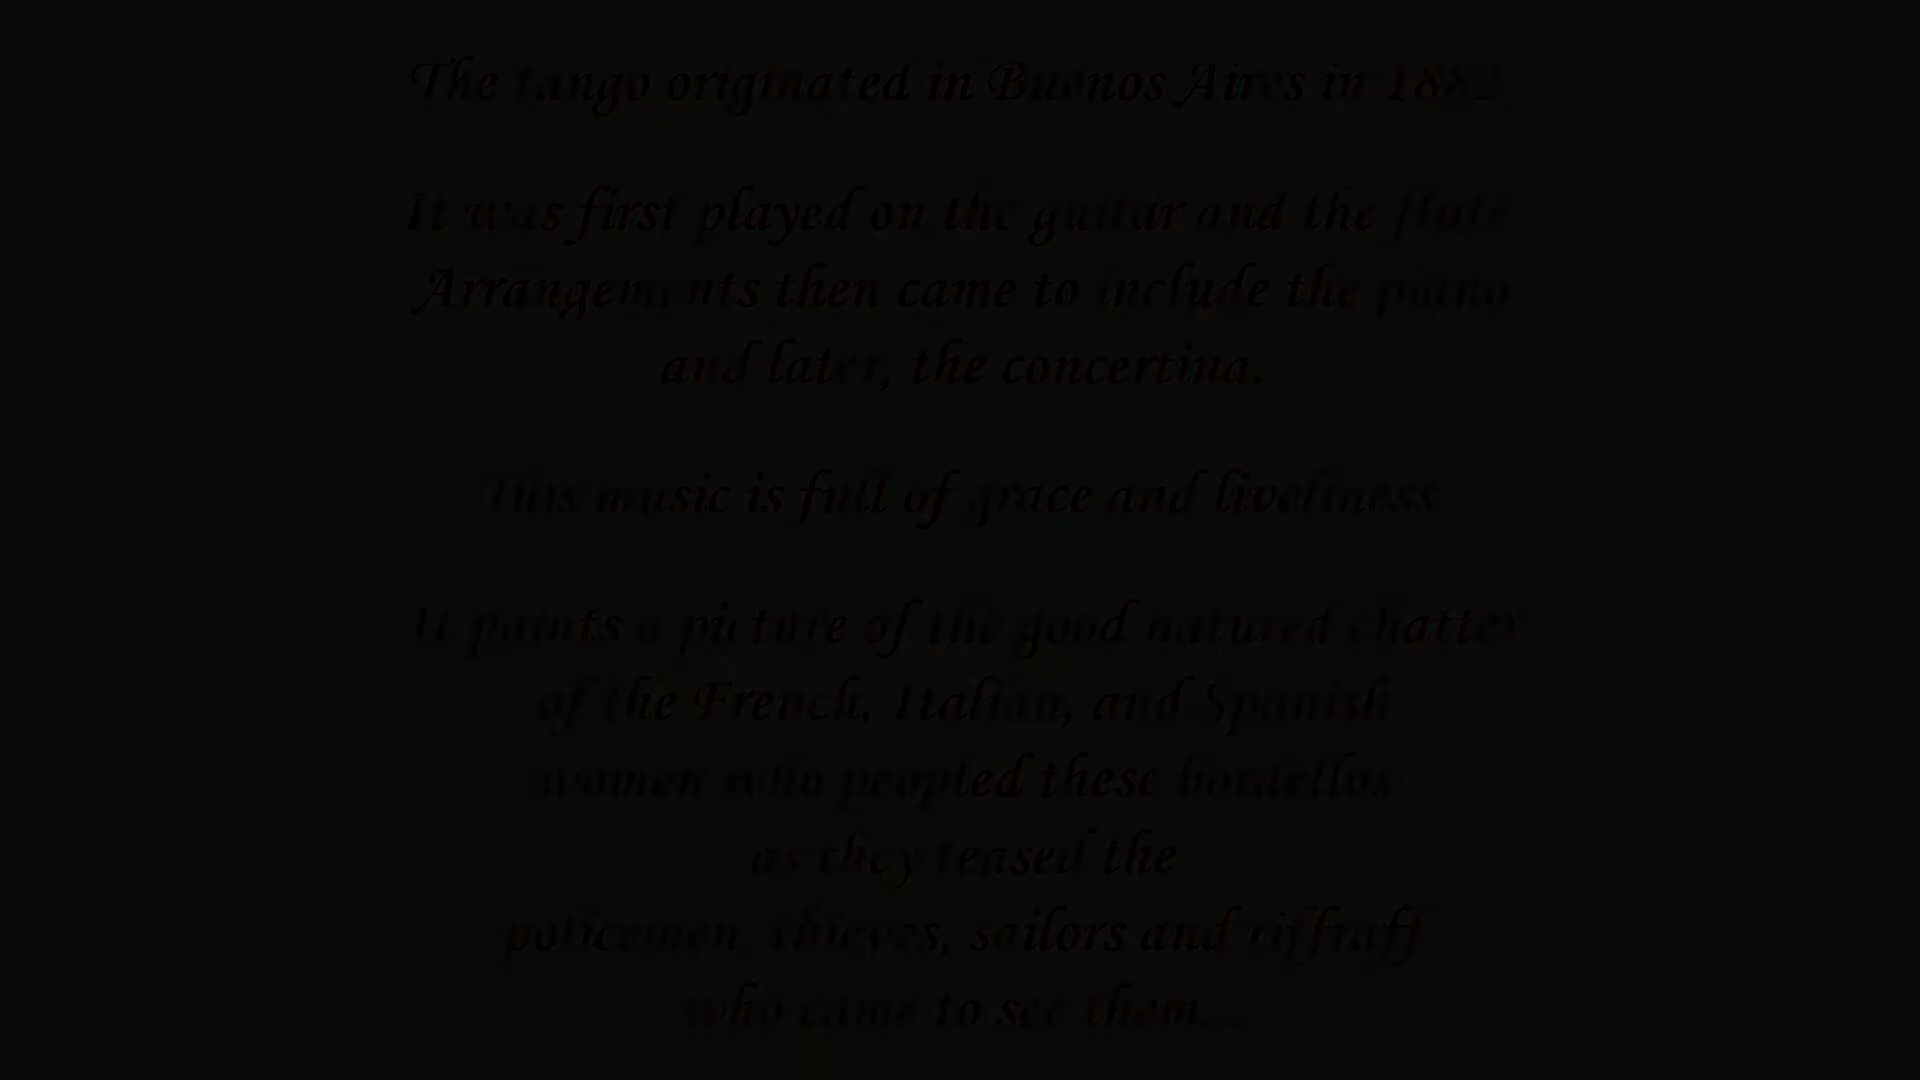 The tango originated in Buenos Aires in 1882
It was first played on the guitar and the flute
Arrangements then came to include the piano
and later, the concertina.
This music is full of grace and liveliness
It paints a picture of the good natured chatter
of the French, Italian, and Spanish
women who peopled these bordellos
as they teased the
policemen, thieves, sailors and riffraff
who came to see them...